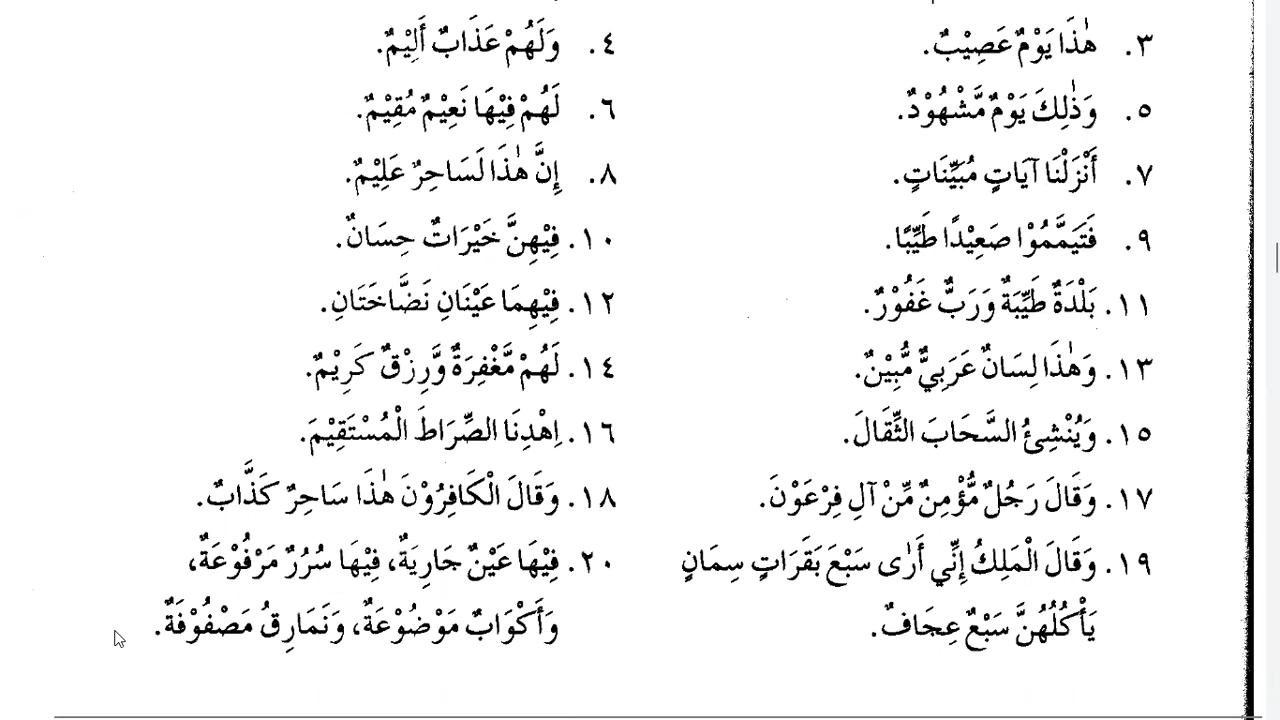 ٣. هٰذَا يَوْمٌ عَصِيْبٌ.
٤. وَلَهُمْ عَذَابٌ أَلِيْمٌ.
٥. وَذٰلِكَ يَوْمٌ مَّشْهُوْدٌ.
٦. لَهُمْ فِيْهَا نَعِيْمٌ مُقِيْمٌ.
٧. أَنْزَلْنَا آيَاتٍ مُبَيِّنَاتٍ.
٨. إِنَّ هٰذَا لَسَاحِرٌ عَلِيْمٌ.
٩. فَتَيَمَّمُوْا صَعِيْدًا طَيِّبًا.
١٠. فِيْهِنَّ خَيْرَاتٌ حِسَانٌ.
١١. بَلْدَةٌ طَيِّبَةٌ وَرَبٌّ غَفُوْرٌ.
١٢. فِيْهِمَا عَيْنَانِ نَضَّاخَتَانِ.
١٣. وَهٰذَا لِسَانٌ عَرَبِيٌّ مُّبِيْنٌ.
١٤. لَهُمْ مَّغْفِرَةٌ وَّرِزْقٌ كَرِيْمٌ.
١٥. وَيُنْشِئُ السَّحَابَ الثِّقَالَ.
١٦. اِهْدِنَا الصِّرَاطَ الْمُسْتَقِيْمَ.
١٧. وَقَالَ رَجُلٌ مُّؤْمِنٌ مِّنْ آلِ فِرْعَوْنَ.
١٨. وَقَالَ الْكَافِرُوْنَ هٰذَا سَاحِرٌ كَذَّابٌ.
١٩. وَقَالَ الْمَلِكُ إِنِّي أَرٰى سَبْعَ بَقَرَاتٍ سِمَانٍ
يَأْكُلُهُنَّ سَبْعٌ عِجَافٌ.
٢٠. فِيْهَا عَيْنٌ جَارِيَةٌ، فِيْهَا سُرُرٌ مَرْفُوْعَةٌ،
وَأَكْوَابٌ مَوْضُوْعَةٌ، وَنَمَارِقُ مَصْفُوْفَةٌ.